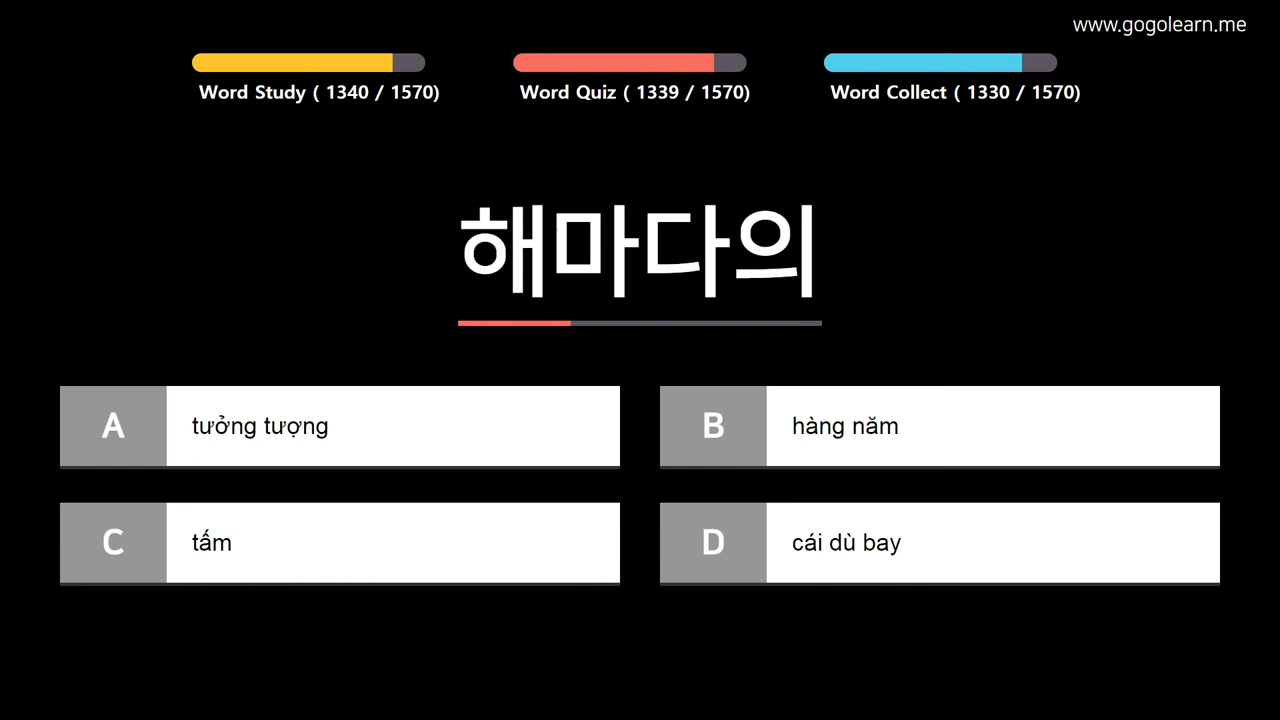 www.gogolearn.me
Word Study ( 1340 / 1570)
Word Quiz ( 1339 / 1570)
Word Collect ( 1330 / 1570)
해마다의
A tưởng tượng
B hàng năm
C tấm
D cái dù bay